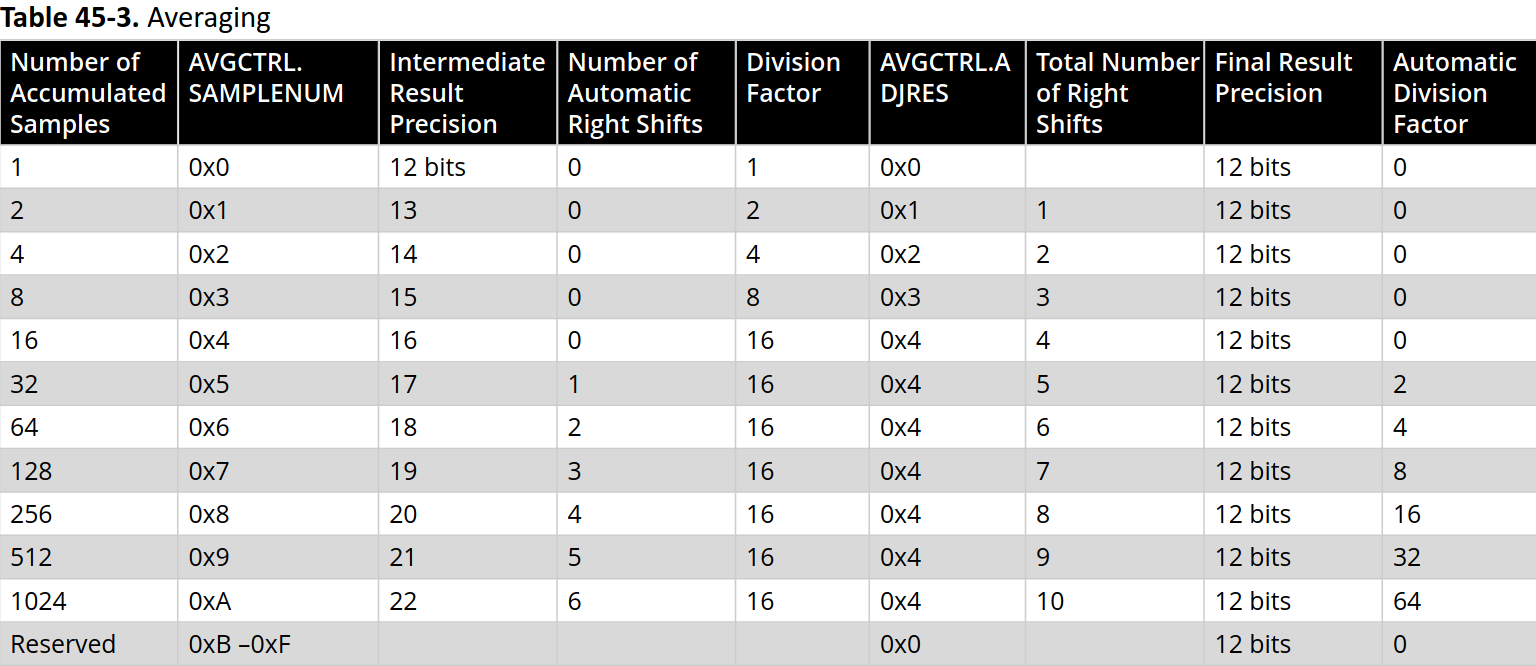 Table 45-3. Averaging
Number of Accumulated Samples AVGCTRL. SAMPLENUM Intermediate Result Precision Number of Automatic Right Shifts Division Factor AVGCTRL.A DJRES Total Number of Right Shifts Final Result Precision Automatic Division Factor
1 0x0 12 bits 0 1 0x0 12 bits 0
2 0x1 13 0 2 0x1 1 12 bits 0
4 0x2 14 0 4 0x2 2 12 bits 0
8 0x3 15 0 8 0x3 3 12 bits 0
16 0x4 16 0 16 0x4 4 12 bits 0
32 0x5 17 1 16 0x4 5 12 bits 2
64 0x6 18 2 16 0x4 6 12 bits 4
128 0x7 19 3 16 0x4 7 12 bits 8
256 0x8 20 4 16 0x4 8 12 bits 16
512 0x9 21 5 16 0x4 9 12 bits 32
1024 0xA 22 6 16 0x4 10 12 bits 64
Reserved 0xB –0xF 0x0 12 bits 0